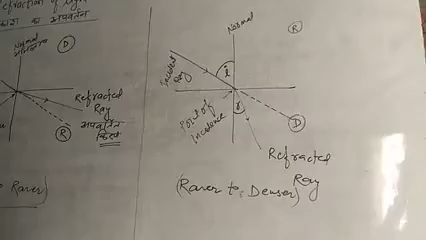 Refraction of Light
का अपवर्तन
Normal
D
Refracted
Ray
अपवर्तित
किरण
R
Rarer)
Normal
R
Incident
Ray
i
Point of
Incidence
r
D
Refracted
Ray
(Rarer to Denser)